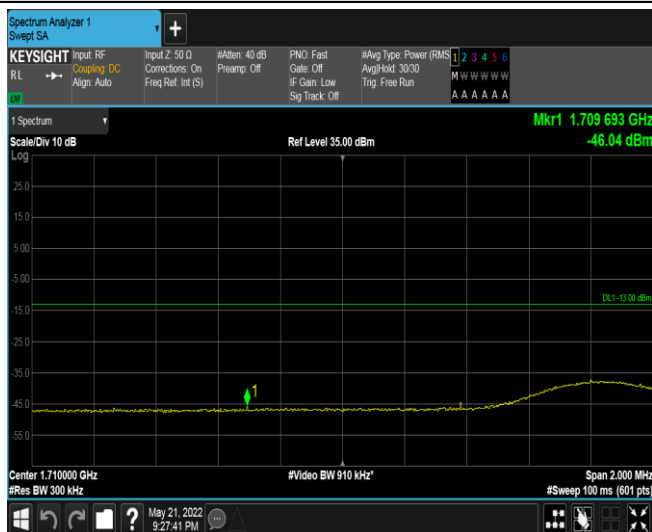 Spectrum Analyzer 1
Swept SA
+
KEYSIGHT
RL
Input: RF
Coupling: DC
Align: Auto
Input Z: 50 Ω
Corrections: On
Freq Ref: Int (S)
#Atten: 40 dB
Preamp: Off
PNO: Fast
Gate: Off
IF Gain: Low
Sig Track: Off
#Avg Type: Power (RMS
Avg|Hold: 30/30
Trig: Free Run
1 2 3 4 5 6
M W W W W W
A A A A A A
1 Spectrum
Scale/Div 10 dB
Log
Ref Level 35.00 dBm
Mkr1 1.709 693 GHz
-46.04 dBm
25.0
15.0
5.00
-5.00
DL1 -13.00 dBm
-15.0
-25.0
-35.0
1
-45.0
-55.0
Center 1.710000 GHz
#Res BW 300 kHz
#Video BW 910 kHz*
Span 2.000 MHz
#Sweep 100 ms (601 pts)
?
May 21, 2022
9:27:41 PM